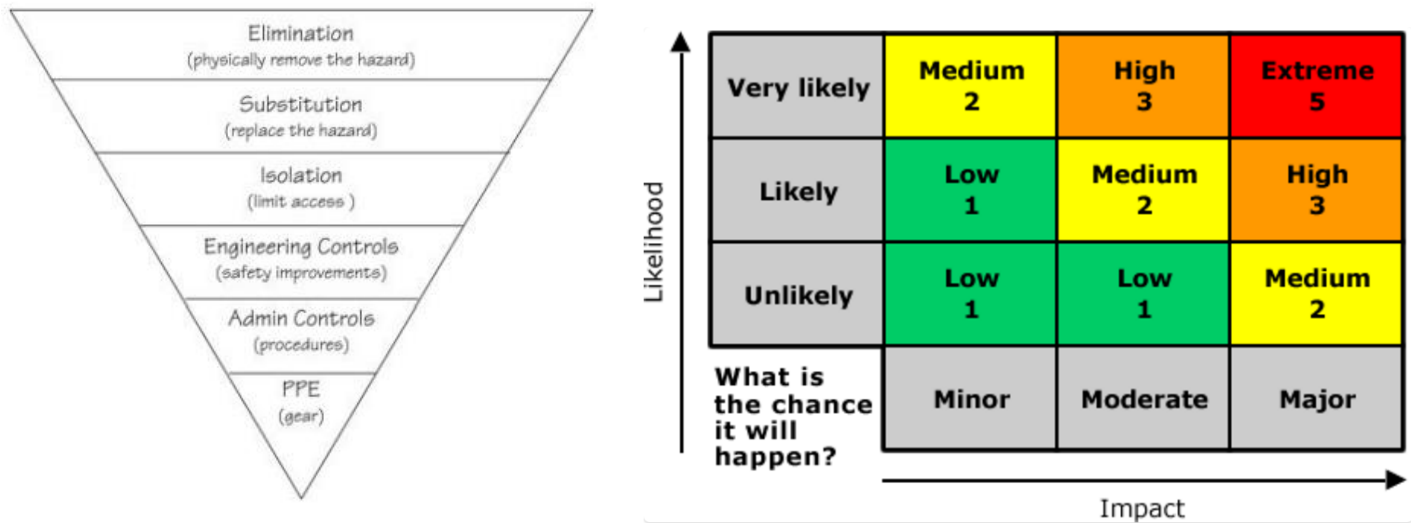 Elimination
(physically remove the hazard)
Substitution
(replace the hazard)
Isolation
(limit access )
Engineering Controls
(safety improvements)
Admin Controls
(procedures)
PPE
(gear)
Likelihood
Very likely
Medium
2
High
3
Extreme
5
Likely
Low
1
Medium
2
High
3
Unlikely
Low
1
Low
1
Medium
2
What is
the chance
it will
happen?
Minor
Moderate
Major
Impact